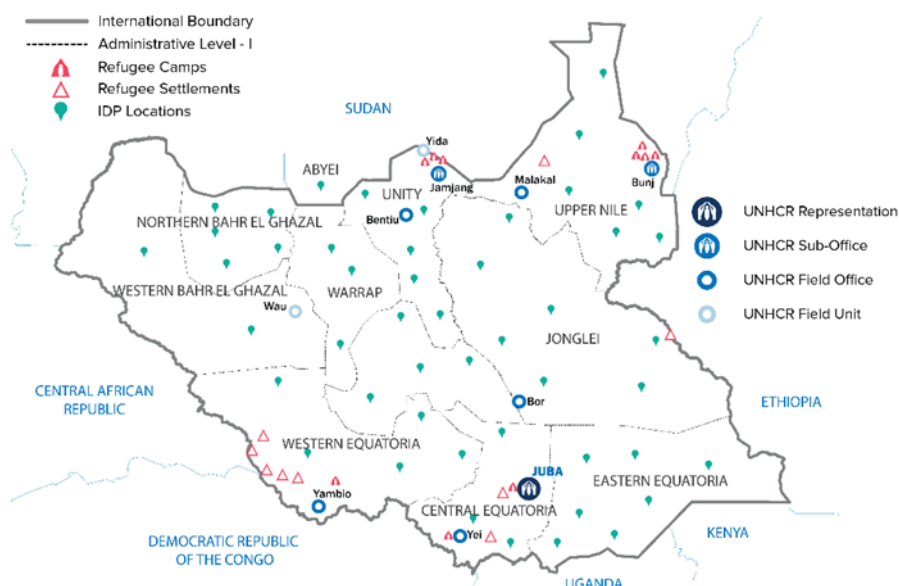 International Boundary
Administrative Level - I
Refugee Camps
Refugee Settlements
IDP Locations
SUDAN
Yida
ABYEI
Jamjang
UNITY
Malakal
Bunj
Bentiu
UPPER NILE
NORTHERN BAHR EL GHAZAL
UNHCR Representation
UNHCR Sub-Office
UNHCR Field Office
UNHCR Field Unit
WESTERN BAHR EL GHAZAL
WARRAP
Wau
JONGLEI
CENTRAL AFRICAN
REPUBLIC
Bor
ETHIOPIA
WESTERN EQUATORIA
JUBA
EASTERN EQUATORIA
Yambio
CENTRAL EQUATORIA
Yei
KENYA
DEMOCRATIC REPUBLIC
OF THE CONGO
UGANDA